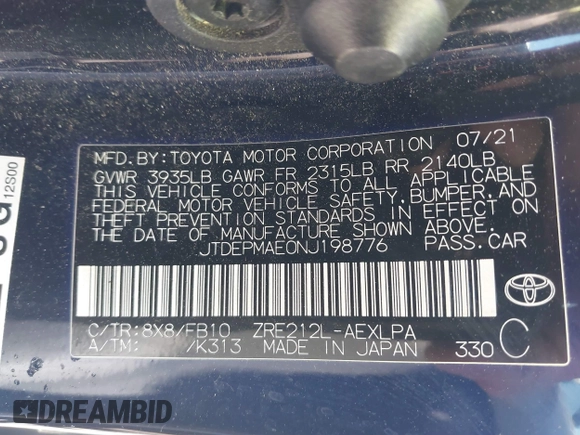 MFD.BY:TOYOTA MOTOR CORPORATION 07/21
GVWR 3935LB GAWR FR 2315LB RR 2140LB
THIS VEHICLE CONFORMS TO ALL APPLICABLE
FEDERAL MOTOR VEHICLE SAFETY,BUMPER,AND
THEFT PREVENTION STANDARDS IN EFFECT ON
THE DATE OF MANUFACTURE SHOWN ABOVE.
JTDEPMAE0NJ198776 PASS.CAR
C/TR:8X8/FB10 ZRE212L-AEXLPA
A/TM: /K313 MADE IN JAPAN 330 C
TOYOTA
12S00
DREAMBID